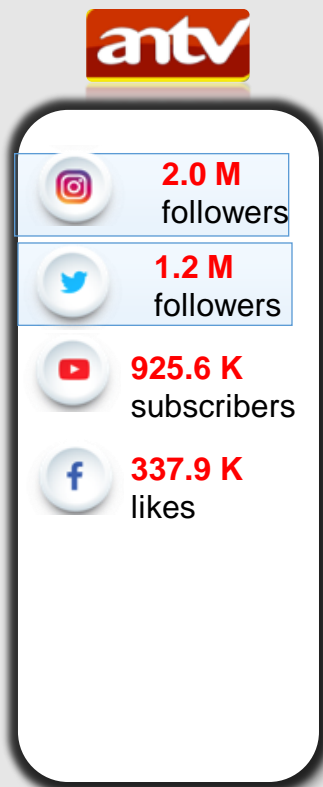 antv
2.0 M
followers
1.2 M
followers
925.6 K
subscribers
337.9 K
likes